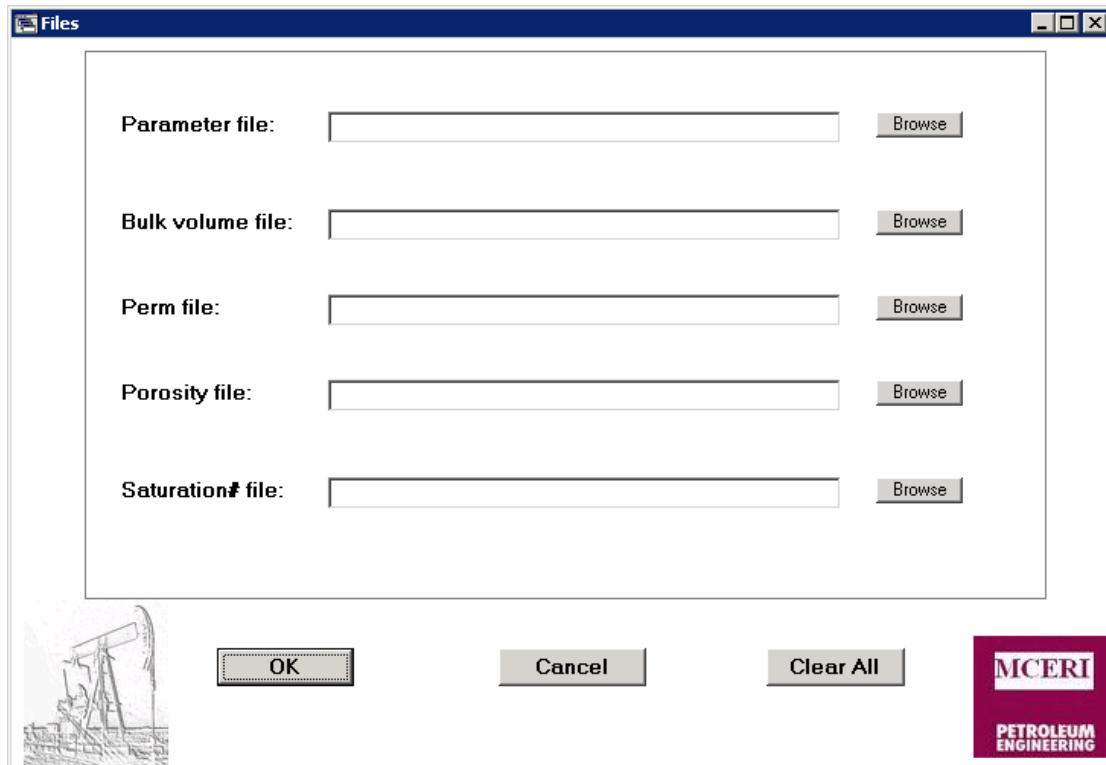 Files
Parameter file:
Browse
Bulk volume file:
Browse
Perm file:
Browse
Porosity file:
Browse
Saturation# file:
Browse
OK
Cancel
Clear All
MCERI
PETROLEUM
ENGINEERING